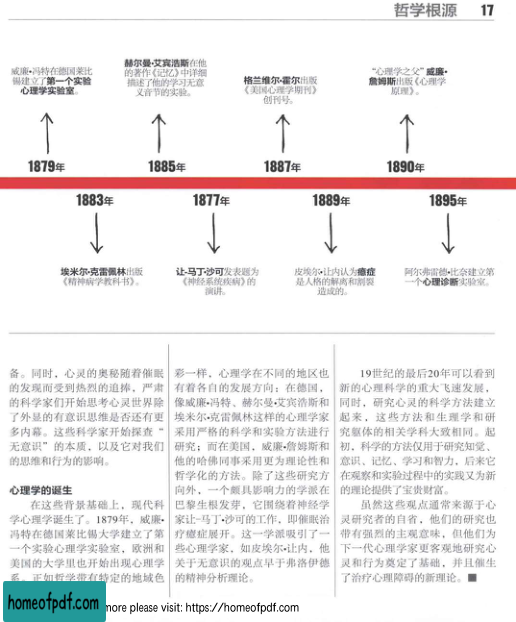 哲学根源 17
威廉•冯特在德国莱比
锡建立了第一个实验
心理学实验室。
赫尔曼•艾宾浩斯在他
的著作《记忆》中详细
描述了他的学习无意
义音节的实验。
格兰维尔•霍尔出版
《美国心理学期刊》
创刊号。
“心理学之父”威廉•
詹姆斯出版《心理学
原理》。
1879年
1885年
1887年
1890年
1883年
1877年
1889年
1895年
埃米尔•克雷佩林出版
《精神病学教科书》。
让-马丁•沙可发表题为
《神经系统疾病》的
演讲。
皮埃尔•让内认为癔症
是人格的解离和割裂
造成的。
阿尔弗雷德•比奈建立第
一个心理诊断实验室。
备。同时，心灵的奥秘随着催眠
的发现而受到热烈的追捧，严肃
的科学家们开始思考心灵世界除
了外显的有意识思维是否还有更
多内幕。这些科学家开始探查“
无意识”的本质，以及它对我们
的思维和行为的影响。
心理学的诞生
在这些背景基础上，现代科
学心理学诞生了。1879年，威廉•
冯特在德国莱比锡大学建立了第
一个实验心理学实验室，欧洲和
美国的大学里也开始出现心理学
系。正如哲学带有特定的地域色
彩一样，心理学在不同的地区也
有着各自的发展方向：在德国，
像威廉•冯特、赫尔曼•艾宾浩斯和
埃米尔•克雷佩林这样的心理学家
采用严格的科学和实验方法进行
研究；而在美国，威廉•詹姆斯和
他的哈佛同事采用更为理论性和
哲学化的方法。除了这些研究方
向外，一个颇具影响力的学派在
巴黎生根发芽，它围绕着神经学
家让-马丁•沙可的工作，即催眠治
疗癔症展开。这一学派吸引了一
些心理学家，如皮埃尔•让内，他
关于无意识的观点早于弗洛伊德
的精神分析理论。
19世纪的最后20年可以看到
新的心理科学的重大飞速发展，
同时，研究心灵的科学方法建立
起来，这些方法和生理学和研
究躯体的相关学科大致相同。起
初，科学的方法仅用于研究知觉、
意识、记忆、学习和智力，后来它
在观察和实验过程中的实践又为新
的理论提供了宝贵财富。
虽然这些观点通常来源于心
灵研究者的自省，他们的研究也
带有强烈的主观意味，但他们为
下一代心理学家更客观地研究心
灵和行为奠定了基础，并且催生
了治疗心理障碍的新理论。■
homeofpdf.com
more please visit: https://homeofpdf.com